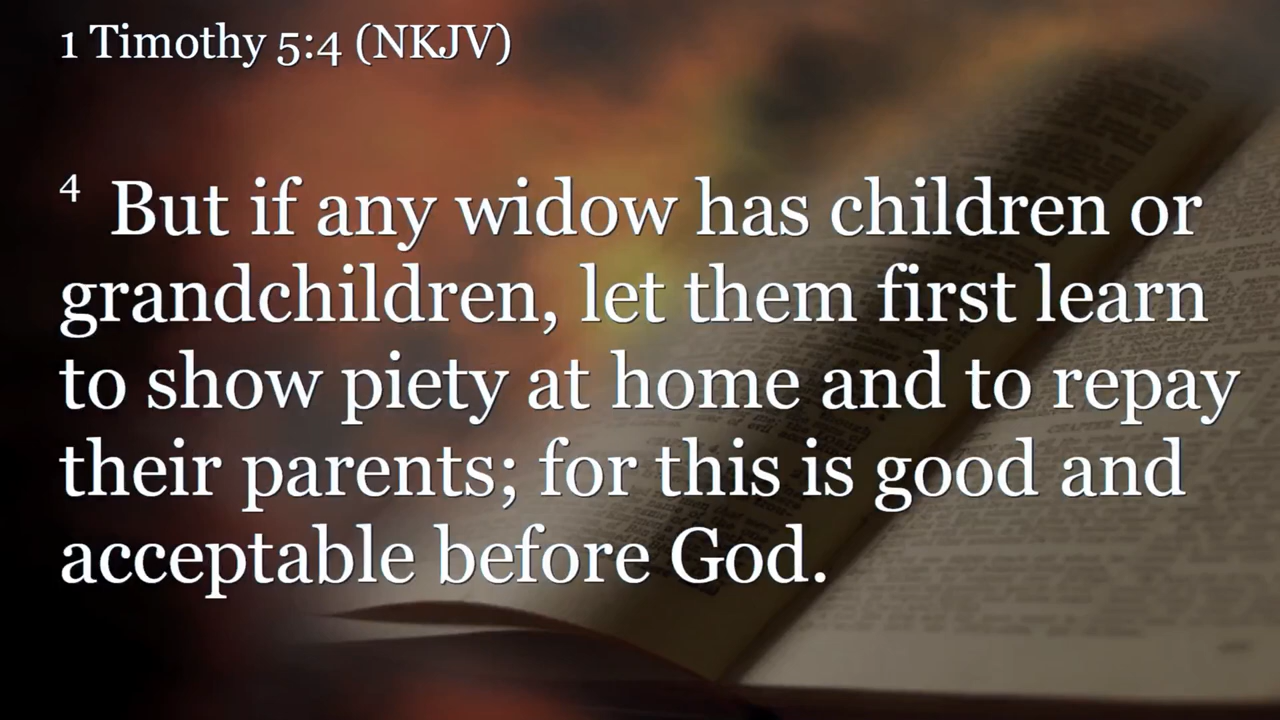 1 Timothy 5:4 (NKJV)
4 But if any widow has children or
grandchildren, let them first learn
to show piety at home and to repay
their parents; for this is good and
acceptable before God.